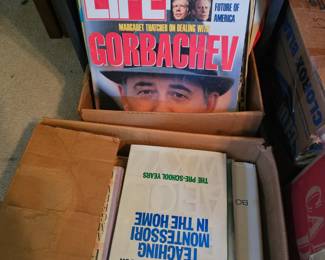 LIFE
FUTURE OF
AMERICA
MARGARET THATCHER ON DEALING WITH
GORBACHEV
CLOROX
THE PRE-SCHOOL YEARS
TEACHING
MONTESSORI
IN THE HOME